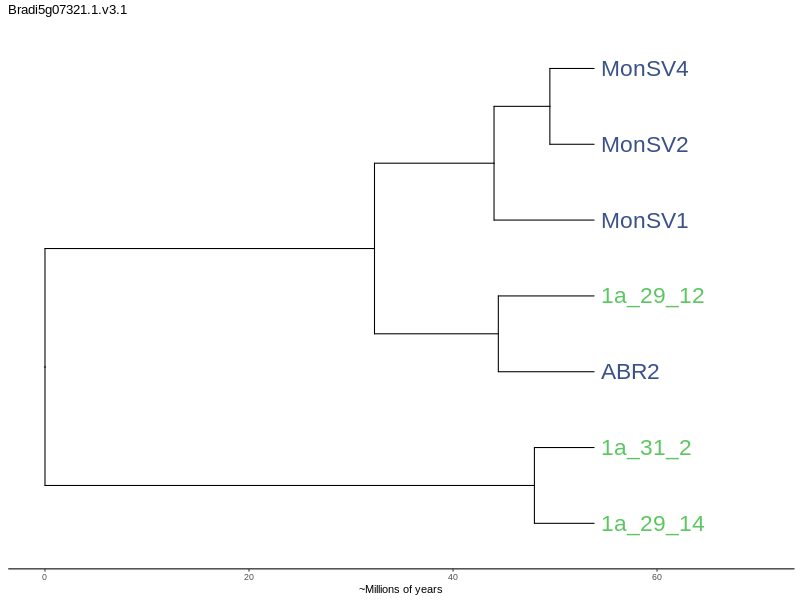 Bradi5g07321.1.v3.1
MonSV4
MonSV2
MonSV1
1a_29_12
ABR2
1a_31_2
1a_29_14
0 20 40 60
~Millions of years